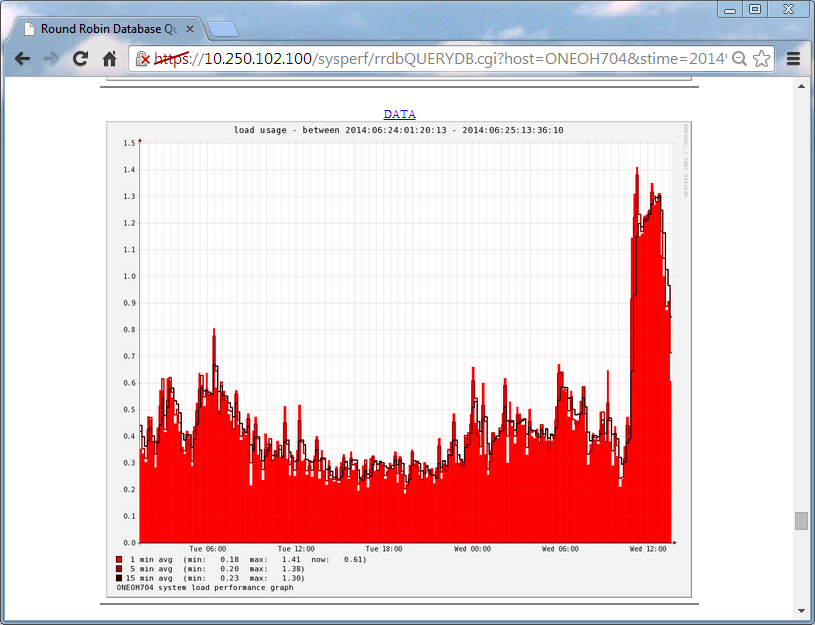 Round Robin Database Qu
https://10.250.102.100/sysperf/rrdbQUERYDB.cgi?host=ONEOH704&stime=2014
DATA
load usage - between 2014:06:24:01:20:13 - 2014:06:25:13:36:10
RRDTOOL / TOBI OETIKER
1.5
1.4
1.3
1.2
1.1
1.0
0.9
0.8
0.7
0.6
0.5
0.4
0.3
0.2
0.1
0.0
Tue 06:00 Tue 12:00 Tue 18:00 Wed 00:00 Wed 06:00 Wed 12:00
1 min avg (min: 0.18 max: 1.41 now: 0.61)
5 min avg (min: 0.20 max: 1.38)
15 min avg (min: 0.23 max: 1.30)
ONEOH704 system load performance graph